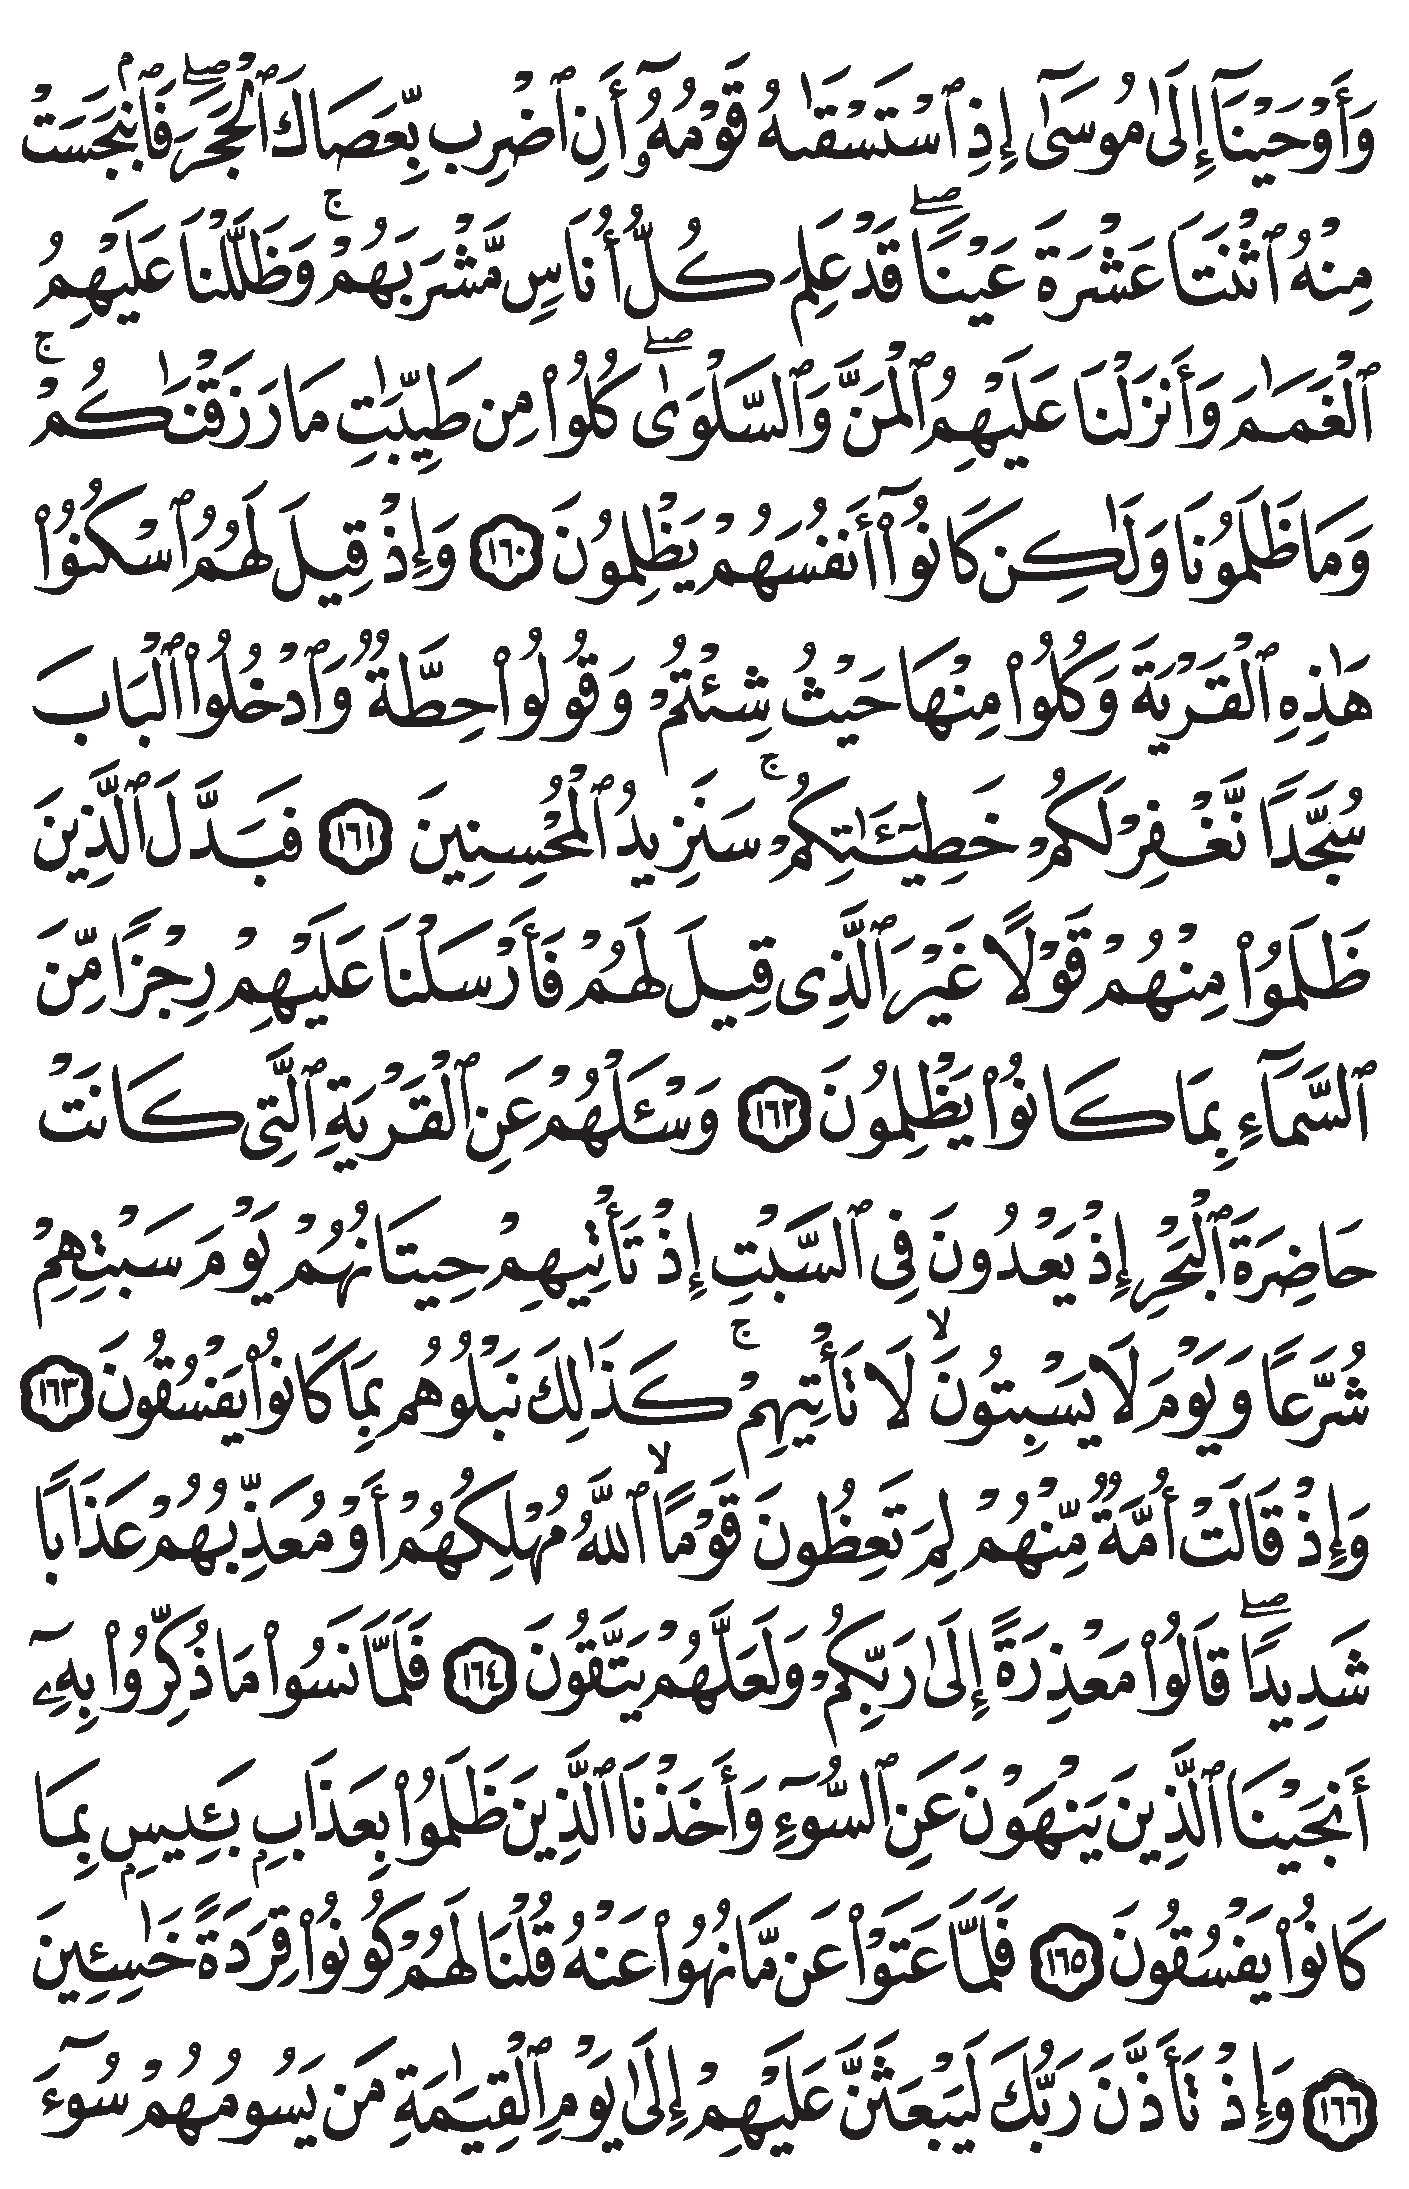 وَأَوْحَيْنَآ إِلَىٰ مُوسَىٰٓ إِذِ ٱسْتَسْقَىٰهُ قَوْمُهُۥٓ أَنِ ٱضْرِب بِّعَصَاكَ ٱلْحَجَرَۖ فَٱنۢبَجَسَتْ
مِنْهُ ٱثْنَتَا عَشْرَةَ عَيْنًاۖ قَدْ عَلِمَ كُلُّ أُنَاسٍ مَّشْرَبَهُمْۚ وَظَلَّلْنَا عَلَيْهِمُ
ٱلْغَمَـٰمَ وَأَنزَلْنَا عَلَيْهِمُ ٱلْمَنَّ وَٱلسَّلْوَىٰۖ كُلُوا۟ مِن طَيِّبَـٰتِ مَا رَزَقْنَـٰكُمْۚ
وَمَا ظَلَمُونَا وَلَـٰكِن كَانُوٓا۟ أَنفُسَهُمْ يَظْلِمُونَ ١٦٠ وَإِذْ قِيلَ لَهُمُ ٱسْكُنُوا۟
هَـٰذِهِ ٱلْقَرْيَةَ وَكُلُوا۟ مِنْهَا حَيْثُ شِئْتُمْ وَقُولُوا۟ حِطَّةٌ وَٱدْخُلُوا۟ ٱلْبَابَ
سُجَّدًا نَّغْفِرْ لَكُمْ خَطِيٓـَٔـٰتِكُمْۚ سَنَزِيدُ ٱلْمُحْسِنِينَ ١٦١ فَبَدَّلَ ٱلَّذِينَ
ظَلَمُوا۟ مِنْهُمْ قَوْلًا غَيْرَ ٱلَّذِى قِيلَ لَهُمْ فَأَرْسَلْنَا عَلَيْهِمْ رِجْزًا مِّنَ
ٱلسَّمَآءِ بِمَا كَانُوا۟ يَظْلِمُونَ ١٦٢ وَسْـَٔلْهُمْ عَنِ ٱلْقَرْيَةِ ٱلَّتِى كَانَتْ
حَاضِرَةَ ٱلْبَحْرِ إِذْ يَعْدُونَ فِى ٱلسَّبْتِ إِذْ تَأْتِيهِمْ حِيتَانُهُمْ يَوْمَ سَبْتِهِمْ
شُرَّعًا وَيَوْمَ لَا يَسْبِتُونَۙ لَا تَأْتِيهِمْۚ كَذَٰلِكَ نَبْلُوهُم بِمَا كَانُوا۟ يَفْسُقُونَ ١٦٣
وَإِذْ قَالَتْ أُمَّةٌ مِّنْهُمْ لِمَ تَعِظُونَ قَوْمًاۙ ٱللَّهُ مُهْلِكُهُمْ أَوْ مُعَذِّبُهُمْ عَذَابًا
شَدِيدًاۖ قَالُوا۟ مَعْذِرَةً إِلَىٰ رَبِّكُمْ وَلَعَلَّهُمْ يَتَّقُونَ ١٦٤ فَلَمَّا نَسُوا۟ مَا ذُكِّرُوا۟ بِهِۦٓ
أَنجَيْنَا ٱلَّذِينَ يَنْهَوْنَ عَنِ ٱلسُّوٓءِ وَأَخَذْنَا ٱلَّذِينَ ظَلَمُوا۟ بِعَذَابٍۭ بَـِٔيسٍۭ بِمَا
كَانُوا۟ يَفْسُقُونَ ١٦٥ فَلَمَّا عَتَوْا۟ عَن مَّا نُهُوا۟ عَنْهُ قُلْنَا لَهُمْ كُونُوا۟ قِرَدَةً خَـٰسِـِٔينَ
١٦٦ وَإِذْ تَأَذَّنَ رَبُّكَ لَيَبْعَثَنَّ عَلَيْهِمْ إِلَىٰ يَوْمِ ٱلْقِيَـٰمَةِ مَن يَسُومُهُمْ سُوٓءَ